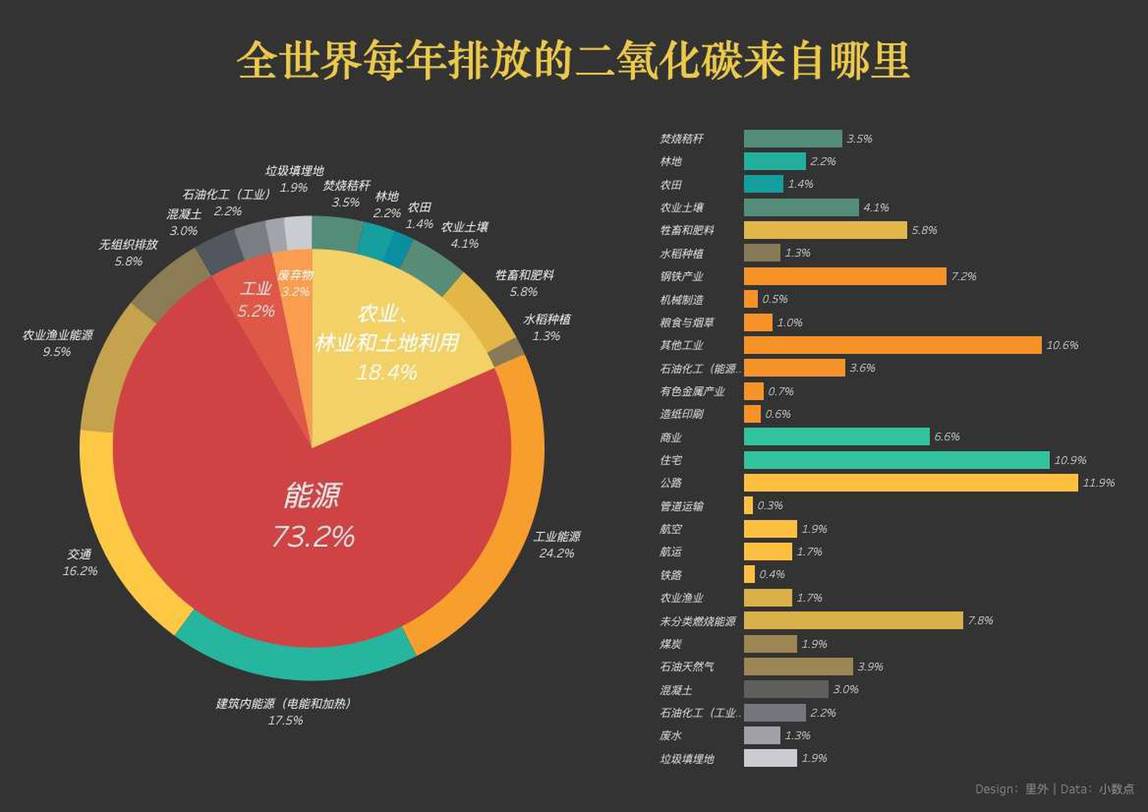 全世界每年排放的二氧化碳来自哪里
垃圾填埋地
1.9%
焚烧秸秆
3.5%
石油化工（工业）
2.2%
林地
2.2%
农田
1.4%
混凝土
3.0%
农业土壤
4.1%
无组织排放
5.8%
牲畜和肥料
5.8%
水稻种植
1.3%
农业渔业能源
9.5%
工业
5.2%
废弃物
3.2%
农业、
林业和土地利用
18.4%
能源
73.2%
工业能源
24.2%
交通
16.2%
建筑内能源（电能和加热）
17.5%
焚烧秸秆 3.5%
林地 2.2%
农田 1.4%
农业土壤 4.1%
牲畜和肥料 5.8%
水稻种植 1.3%
钢铁产业 7.2%
机械制造 0.5%
粮食与烟草 1.0%
其他工业 10.6%
石油化工（能源.. 3.6%
有色金属产业 0.7%
造纸印刷 0.6%
商业 6.6%
住宅 10.9%
公路 11.9%
管道运输 0.3%
航空 1.9%
航运 1.7%
铁路 0.4%
农业渔业 1.7%
未分类燃烧能源 7.8%
煤炭 1.9%
石油天然气 3.9%
混凝土 3.0%
石油化工（工业.. 2.2%
废水 1.3%
垃圾填埋地 1.9%
Design：里外 | Data：小数点